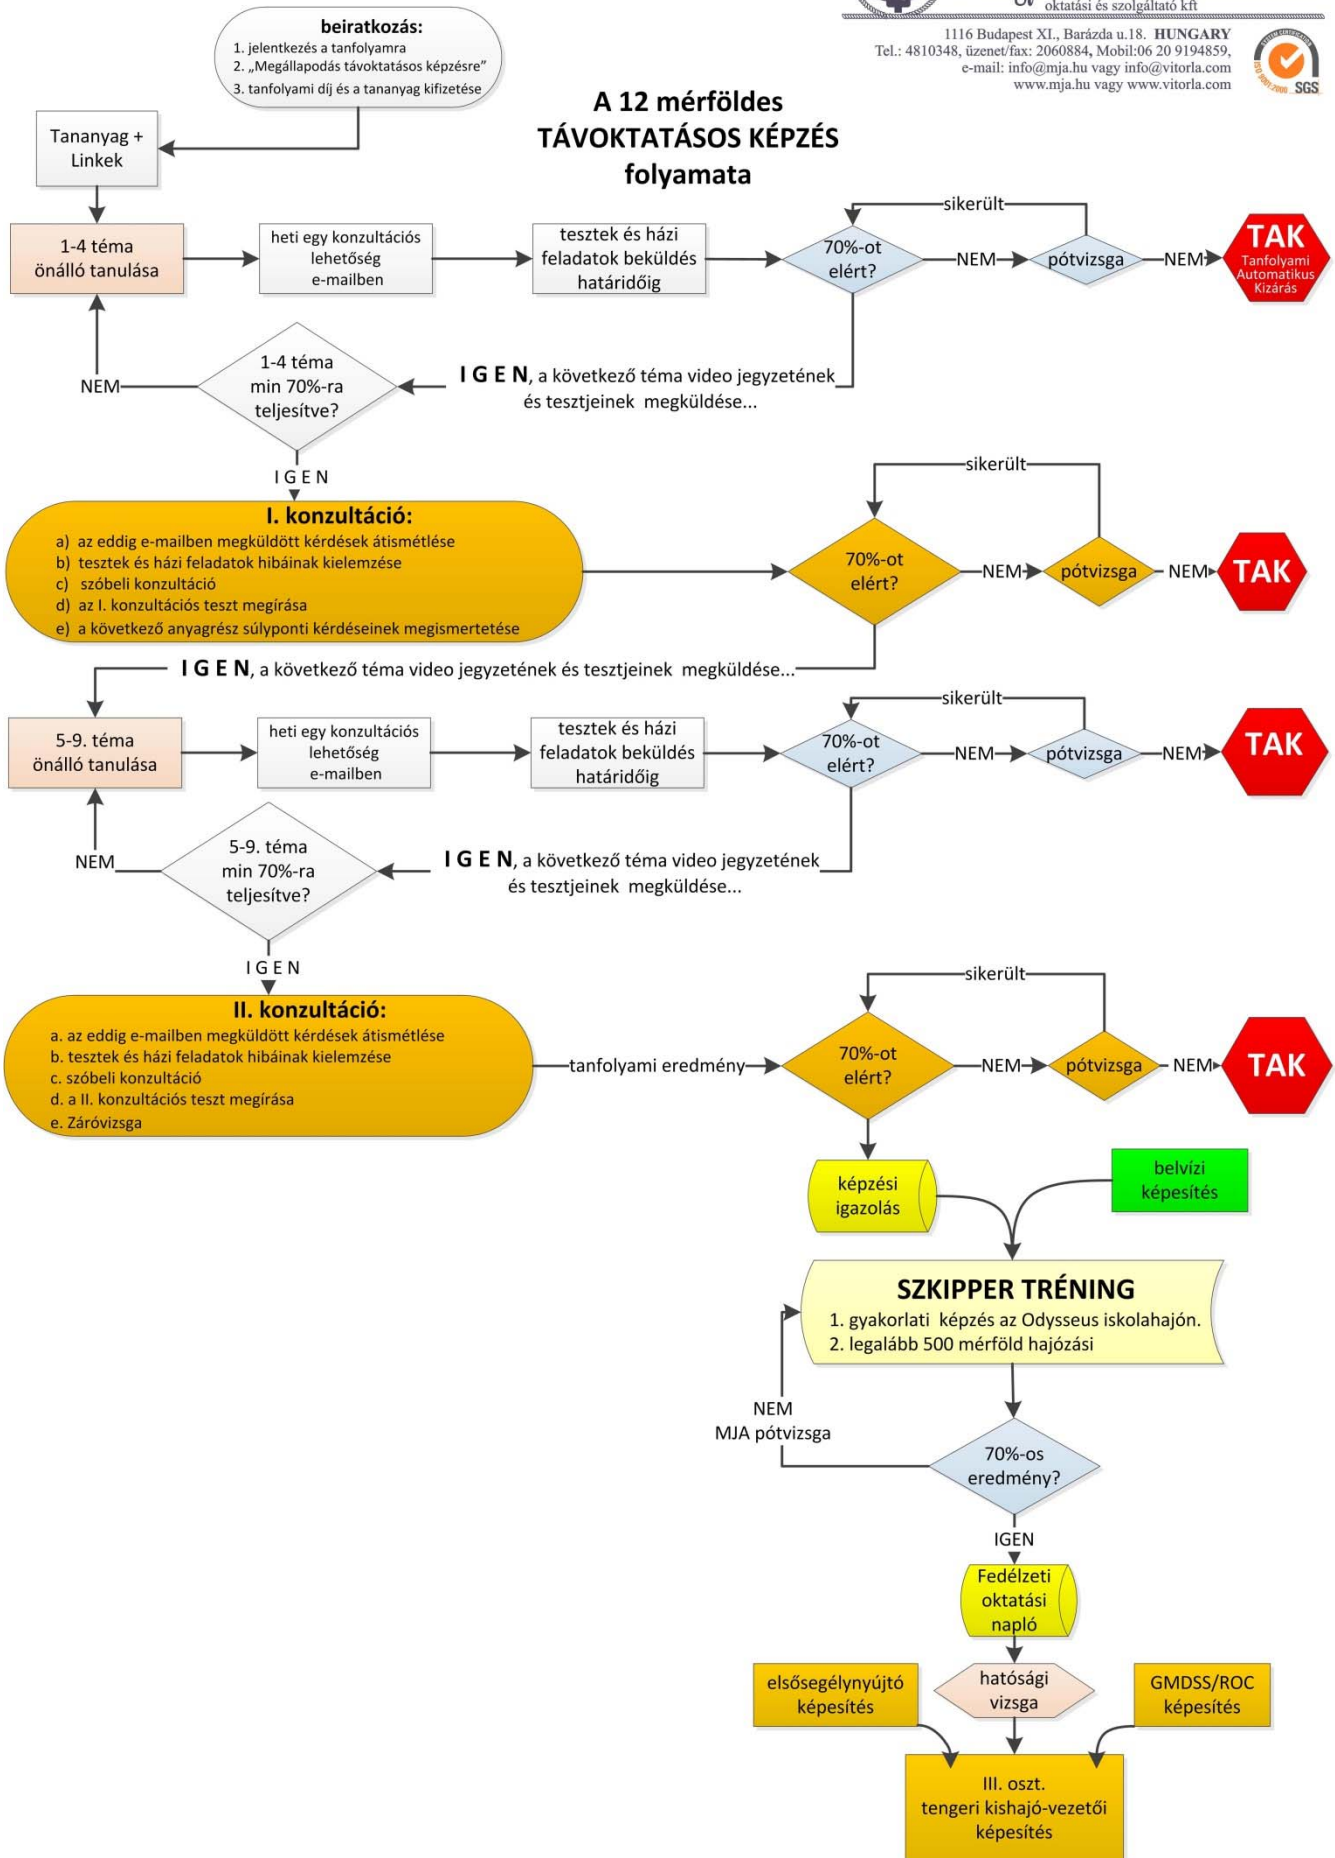 oktatási és szolgáltató kft
1116 Budapest XI., Barázda u.18. HUNGARY
Tel.: 4810348, üzenet/fax: 2060884, Mobil:06 20 9194859,
e-mail: info@mja.hu vagy info@vitorla.com
www.mja.hu vagy www.vitorla.com
SYSTEM CERTIFICATION
ISO 9001:2000
SGS
beiratkozás:
1. jelentkezés a tanfolyamra
2. „Megállapodás távoktatásos képzésre”
3. tanfolyami díj és a tananyag kifizetése
A 12 mérföldes
TÁVOKTATÁSOS KÉPZÉS
folyamata
Tananyag +
Linkek
1-4 téma
önálló tanulása
heti egy konzultációs
lehetőség
e-mailben
tesztek és házi
feladatok beküldés
határidőig
70%-ot
elért?
sikerült
NEM
pótvizsga
NEM
TAK
Tanfolyami
Automatikus
Kizárás
NEM
1-4 téma
min 70%-ra
teljesítve?
I G E N, a következő téma video jegyzetének
és tesztjeinek megküldése...
I G E N
I. konzultáció:
a) az eddig e-mailben megküldött kérdések átismétlése
b) tesztek és házi feladatok hibáinak kielemzése
c) szóbeli konzultáció
d) az I. konzultációs teszt megírása
e) a következő anyagrész súlyponti kérdéseinek megismertetése
70%-ot
elért?
sikerült
NEM
pótvizsga
NEM
TAK
I G E N, a következő téma video jegyzetének és tesztjeinek megküldése...
5-9. téma
önálló tanulása
heti egy konzultációs
lehetőség
e-mailben
tesztek és házi
feladatok beküldés
határidőig
70%-ot
elért?
sikerült
NEM
pótvizsga
NEM
TAK
NEM
5-9. téma
min 70%-ra
teljesítve?
I G E N, a következő téma video jegyzetének
és tesztjeinek megküldése...
I G E N
II. konzultáció:
a. az eddig e-mailben megküldött kérdések átismétlése
b. tesztek és házi feladatok hibáinak kielemzése
c. szóbeli konzultáció
d. a II. konzultációs teszt megírása
e. Záróvizsga
tanfolyami eredmény
70%-ot
elért?
sikerült
NEM
pótvizsga
NEM
TAK
képzési
igazolás
belvízi
képesítés
SZKIPPER TRÉNING
1. gyakorlati képzés az Odysseus iskolahajón.
2. legalább 500 mérföld hajózási
NEM
MJA pótvizsga
70%-os
eredmény?
IGEN
Fedélzeti
oktatási
napló
elsősegélynyújtó
képesítés
hatósági
vizsga
GMDSS/ROC
képesítés
III. oszt.
tengeri kishajó-vezetői
képesítés